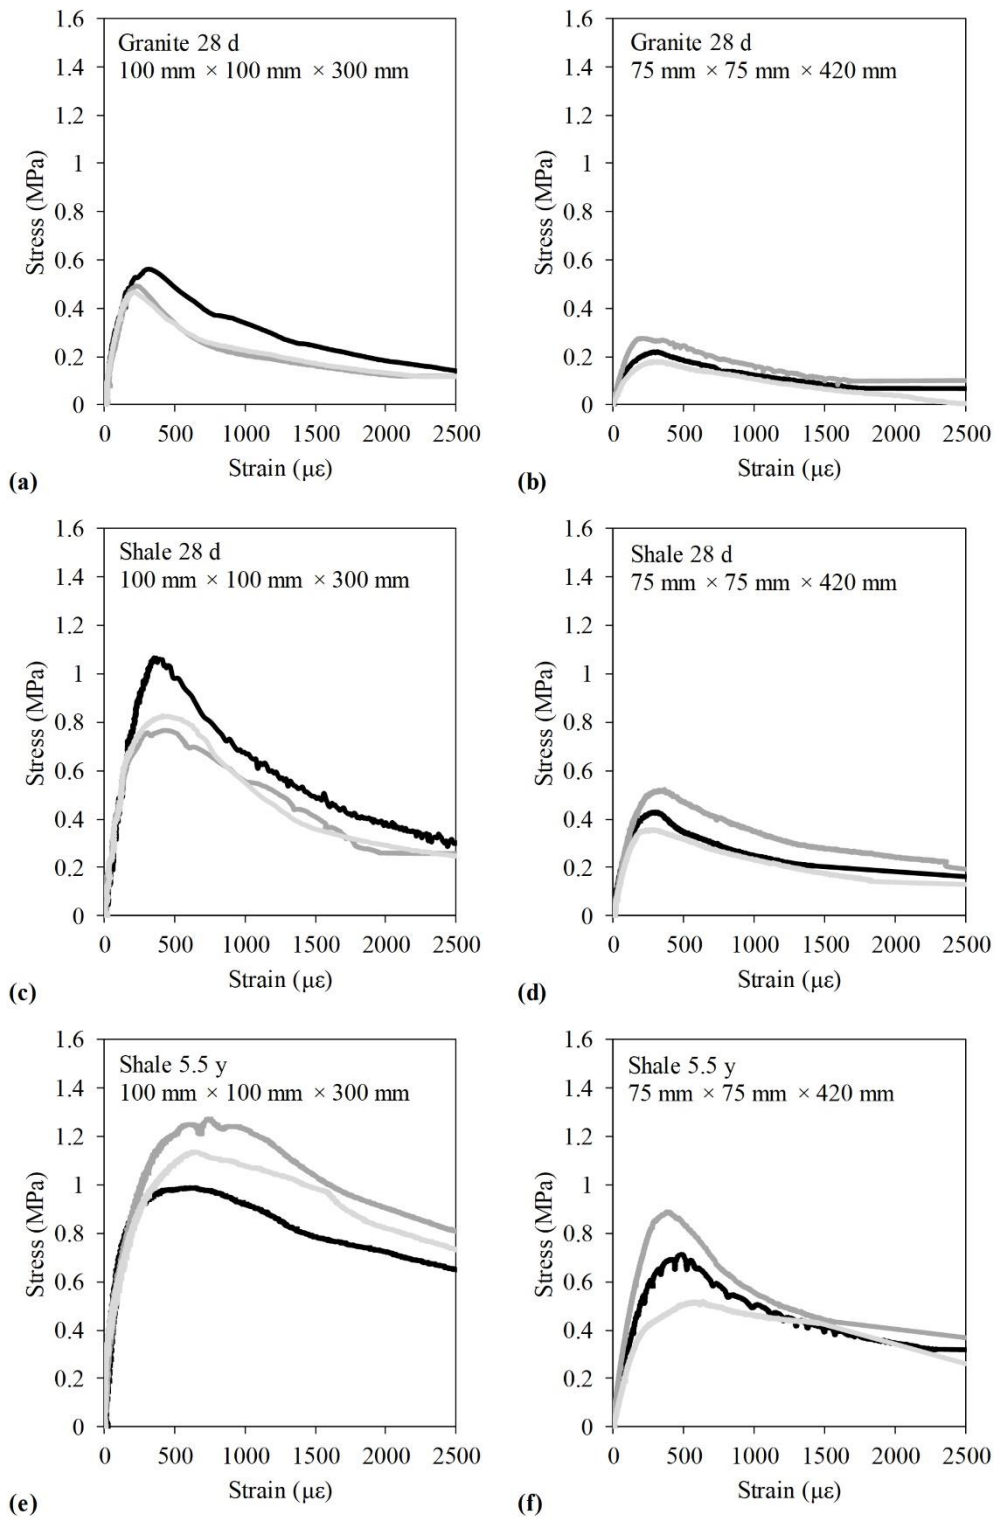 1.6
Granite 28 d
100 mm × 100 mm × 300 mm
1.4
1.2
1
0.8
0.6
0.4
0.2
0
Stress (MPa)
0 500 1000 1500 2000 2500
Strain (με)
(a)
1.6
Granite 28 d
75 mm × 75 mm × 420 mm
1.4
1.2
1
0.8
0.6
0.4
0.2
0
Stress (MPa)
0 500 1000 1500 2000 2500
Strain (με)
(b)
1.6
Shale 28 d
100 mm × 100 mm × 300 mm
1.4
1.2
1
0.8
0.6
0.4
0.2
0
Stress (MPa)
0 500 1000 1500 2000 2500
Strain (με)
(c)
1.6
Shale 28 d
75 mm × 75 mm × 420 mm
1.4
1.2
1
0.8
0.6
0.4
0.2
0
Stress (MPa)
0 500 1000 1500 2000 2500
Strain (με)
(d)
1.6
Shale 5.5 y
100 mm × 100 mm × 300 mm
1.4
1.2
1
0.8
0.6
0.4
0.2
0
Stress (MPa)
0 500 1000 1500 2000 2500
Strain (με)
(e)
1.6
Shale 5.5 y
75 mm × 75 mm × 420 mm
1.4
1.2
1
0.8
0.6
0.4
0.2
0
Stress (MPa)
0 500 1000 1500 2000 2500
Strain (με)
(f)